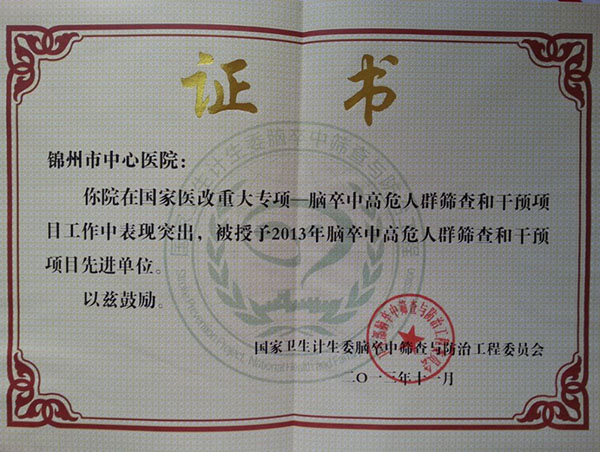 证 书
锦州市中心医院：
你院在国家医改重大专项—脑卒中高危人群筛查和干预项
目工作中表现突出，被授予2013年脑卒中高危人群筛查和干预
项目先进单位。
以兹鼓励。
国家卫生计生委脑卒中筛查与防治工程委员会
二〇一三年十一月